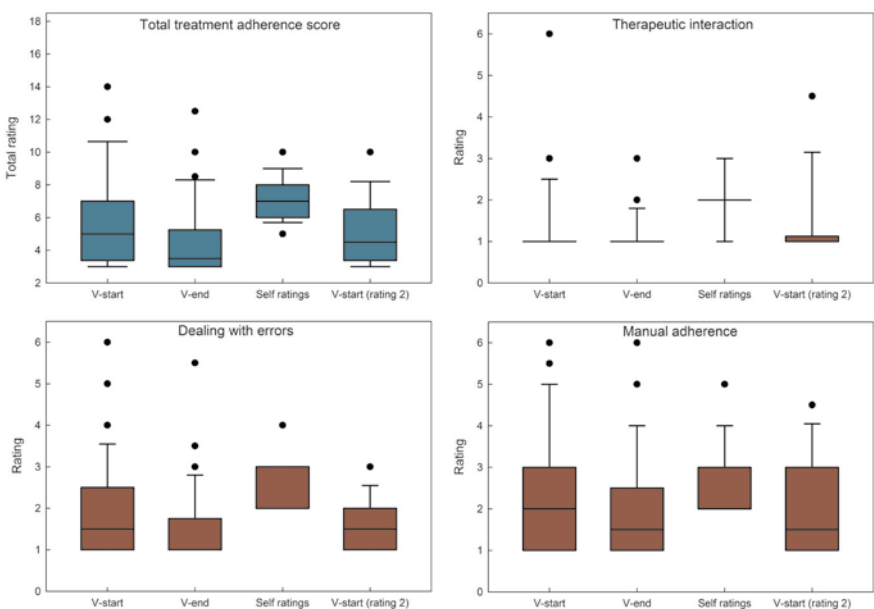 Total treatment adherence score
Total rating
18
16
14
12
10
8
6
4
2
V-start V-end Self ratings V-start (rating 2)
Therapeutic interaction
Rating
6
5
4
3
2
1
0
V-start V-end Self ratings V-start (rating 2)
Dealing with errors
Rating
6
5
4
3
2
1
0
V-start V-end Self ratings V-start (rating 2)
Manual adherence
Rating
6
5
4
3
2
1
0
V-start V-end Self ratings V-start (rating 2)